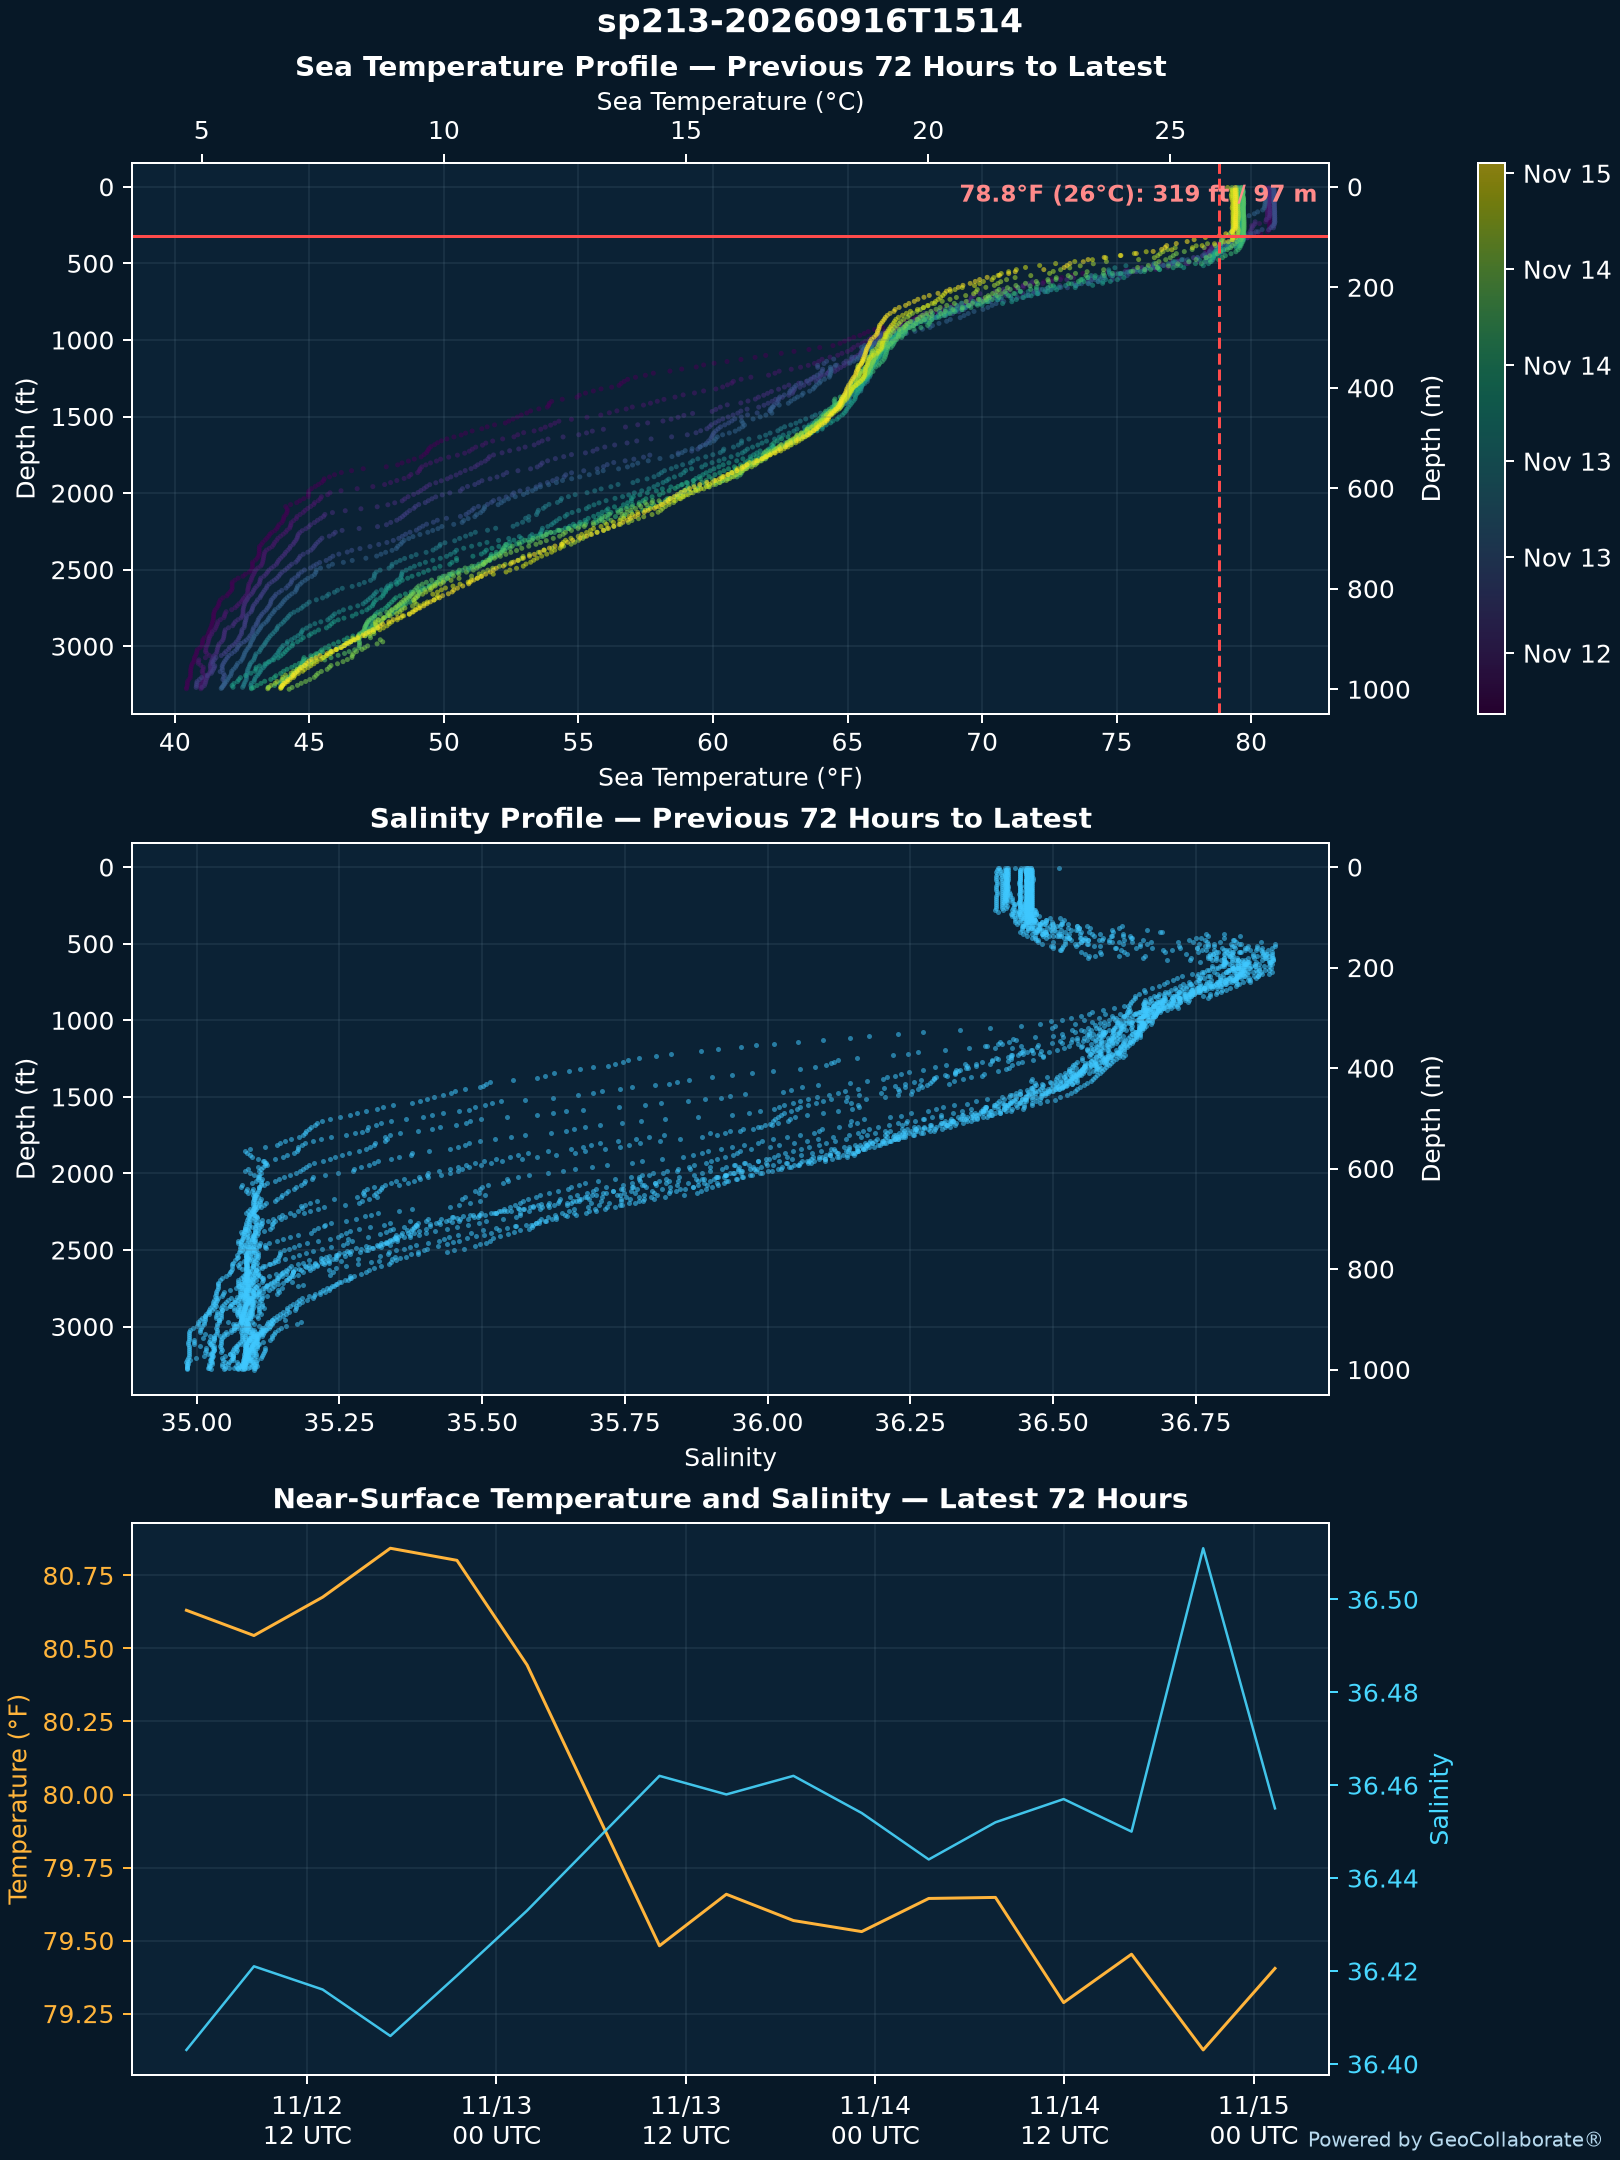 sp213-20260916T1514
Sea Temperature Profile — Previous 72 Hours to Latest
Sea Temperature (°C)
5 10 15 20 25
78.8°F (26°C): 319 ft / 97 m
0
500
1000
1500
2000
2500
3000
Depth (ft)
0
200
400
600
800
1000
Depth (m)
Nov 15
Nov 14
Nov 14
Nov 13
Nov 13
Nov 12
40 45 50 55 60 65 70 75 80
Sea Temperature (°F)
Salinity Profile — Previous 72 Hours to Latest
0
500
1000
1500
2000
2500
3000
Depth (ft)
0
200
400
600
800
1000
Depth (m)
35.00 35.25 35.50 35.75 36.00 36.25 36.50 36.75
Salinity
Near-Surface Temperature and Salinity — Latest 72 Hours
80.75
80.50
80.25
80.00
79.75
79.50
79.25
Temperature (°F)
36.50
36.48
36.46
36.44
36.42
36.40
Salinity
11/12 11/13 11/13 11/14 11/14 11/15
12 UTC 00 UTC 12 UTC 00 UTC 12 UTC 00 UTC
Powered by GeoCollaborate®